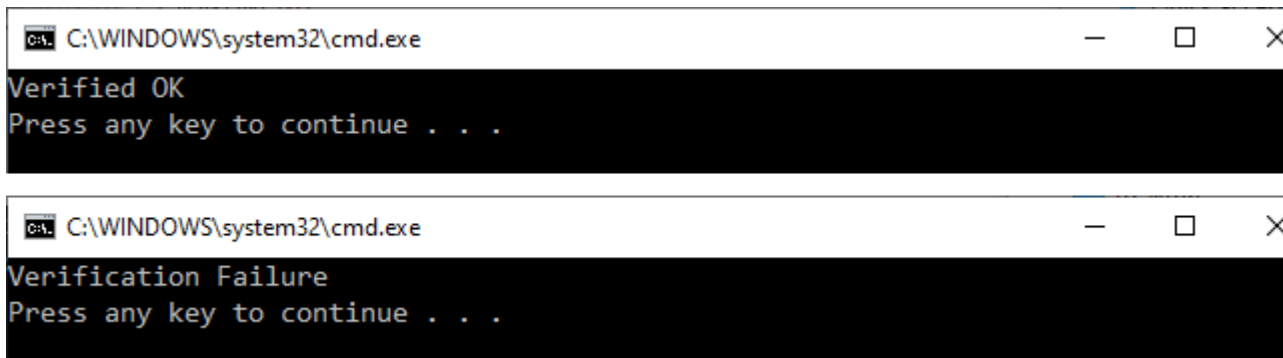 C:\WINDOWS\system32\cmd.exe
Verified OK
Press any key to continue . . .
C:\WINDOWS\system32\cmd.exe
Verification Failure
Press any key to continue . . .